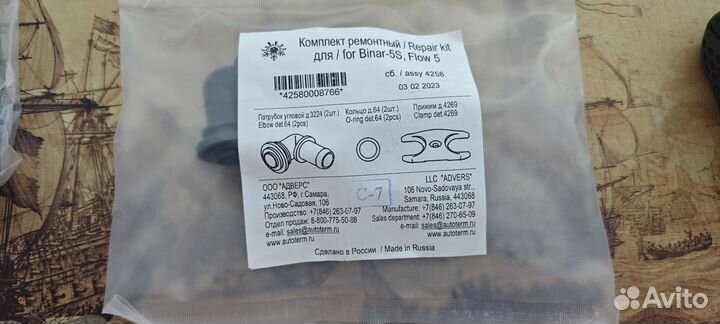 Комплект ремонтный / Repair kit
для / for Binar-5S, Flow 5
сб. / assy 4258
*42580008766*
03 02 2023
Патрубок угловой д.3224 (2шт.)
Elbow det.64 (2pcs)
Кольцо д.64 (2шт.)
O-ring det.64 (2pcs)
Прижим д.4269
Clamp det.4269
ООО "АДВЕРС"
443068, РФ, г.Самара,
ул.Ново-Садовая, 106
Производство: +7(846) 263-07-97
Отдел продаж: 8-800-775-50-88
e-mail: sales@autoterm.ru
www.autoterm.ru
С-7
LLC "ADVERS"
106 Novo-Sadovaya str.,
Samara, Russia, 443068
Manufacture: +7(846) 263-07-97
Sales department: +7(846) 270-65-09
e-mail: sales@autoterm.ru
www.autoterm.ru
Сделано в России / Made in Russia
Avito